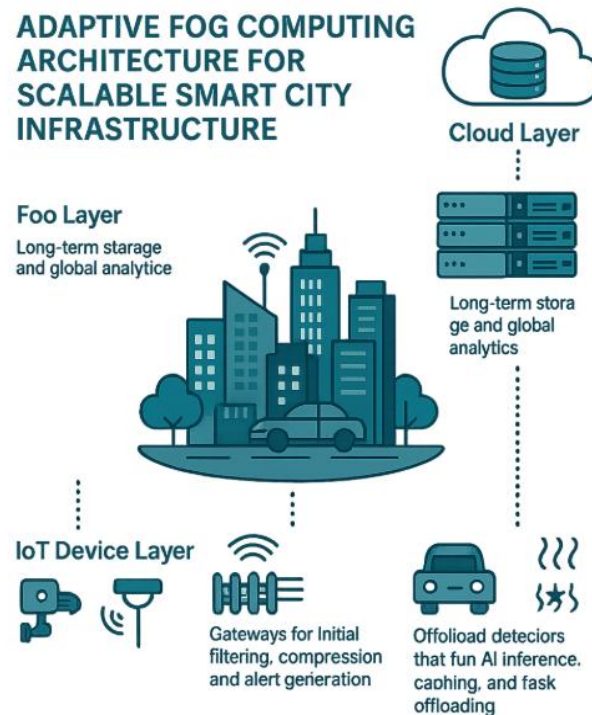 ADAPTIVE FOG COMPUTING
ARCHITECTURE FOR
SCALABLE SMART CITY
INFRASTRUCTURE
Cloud Layer
Foo Layer
Long-term starage
and global analytice
Long-term stora
ge and global
analytics
IoT Device Layer
Gateways for Initial
filtering, compression
and alert generation
Offoload deteciors
that fun AI inference.
caphing, and fask
offloading